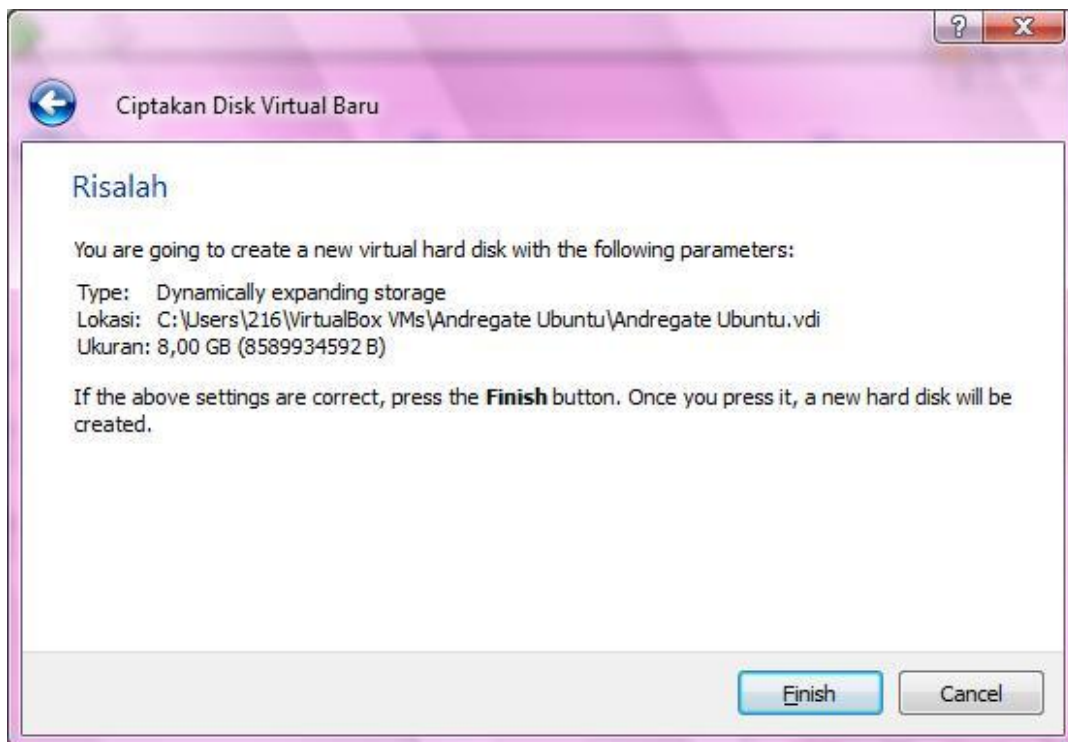 Ciptakan Disk Virtual Baru
Risalah
You are going to create a new virtual hard disk with the following parameters:
Type: Dynamically expanding storage
Lokasi: C:\Users\216\VirtualBox VMs\Andregate Ubuntu\Andregate Ubuntu.vdi
Ukuran: 8,00 GB (8589934592 B)
If the above settings are correct, press the Finish button. Once you press it, a new hard disk will be
created.
Finish Cancel